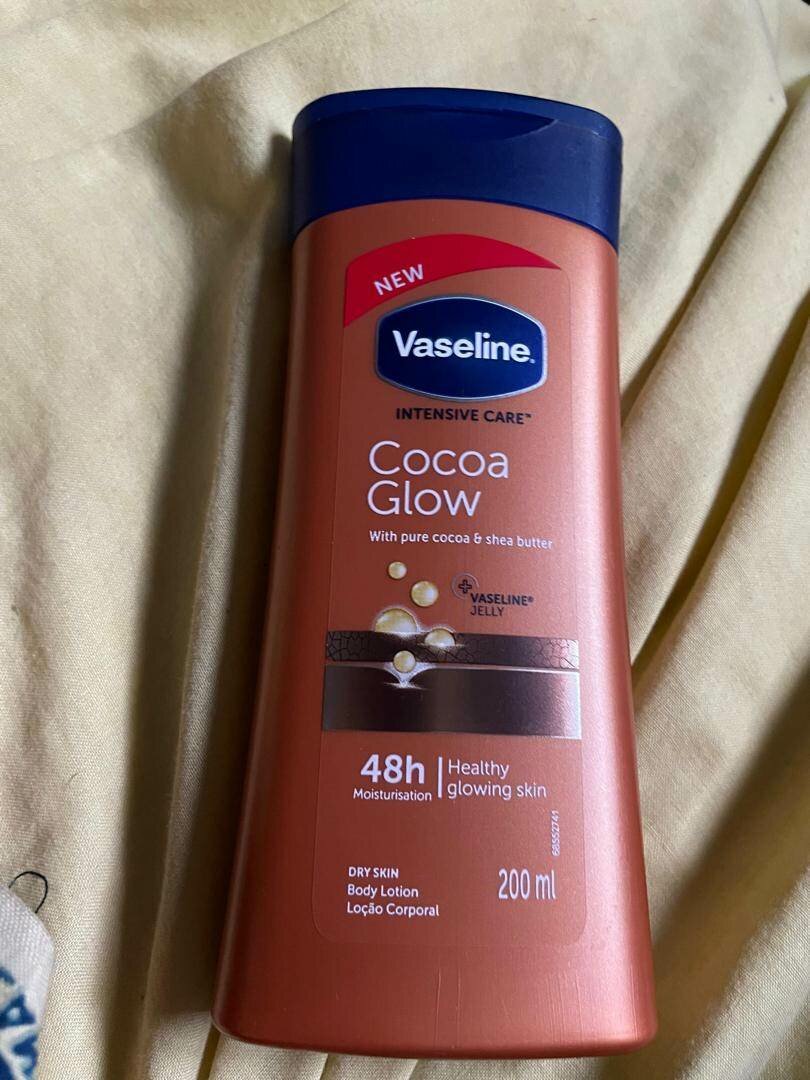 NEW
Vaseline.
INTENSIVE CARE™
Cocoa
Glow
With pure cocoa & shea butter
VASELINE®
JELLY
48h
Moisturisation
Healthy
glowing skin
68552741
DRY SKIN
Body Lotion
Loção Corporal
200 ml